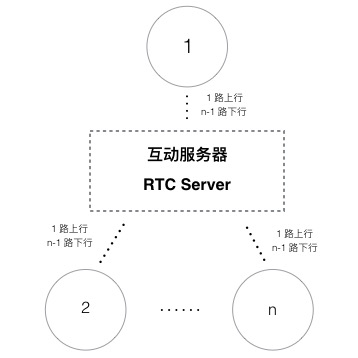 1
1 路上行
n-1 路下行
互动服务器
RTC Server
1 路上行
n-1 路下行
1 路上行
n-1 路下行
2
······
n